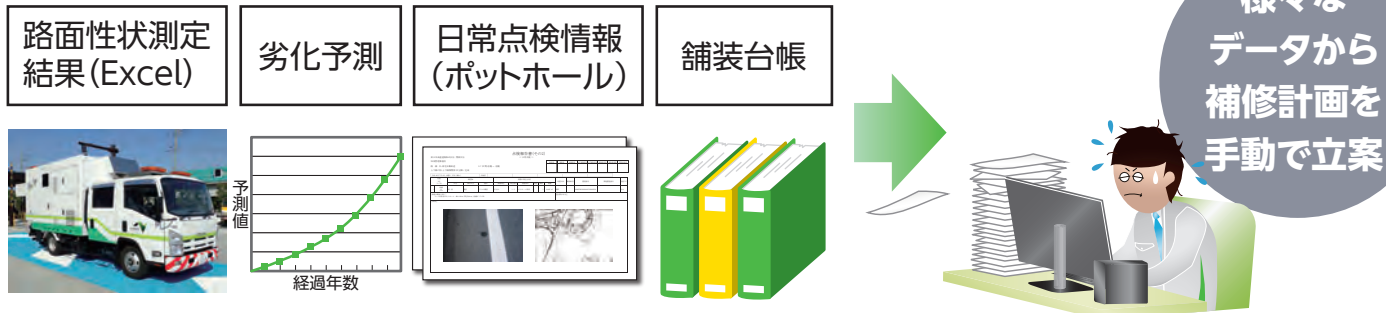 路面性状測定
結果(Excel)
劣化予測
日常点検情報
(ポットホール)
舗装台帳
様々な
データから
補修計画を
手動で立案
予測値
経過年数